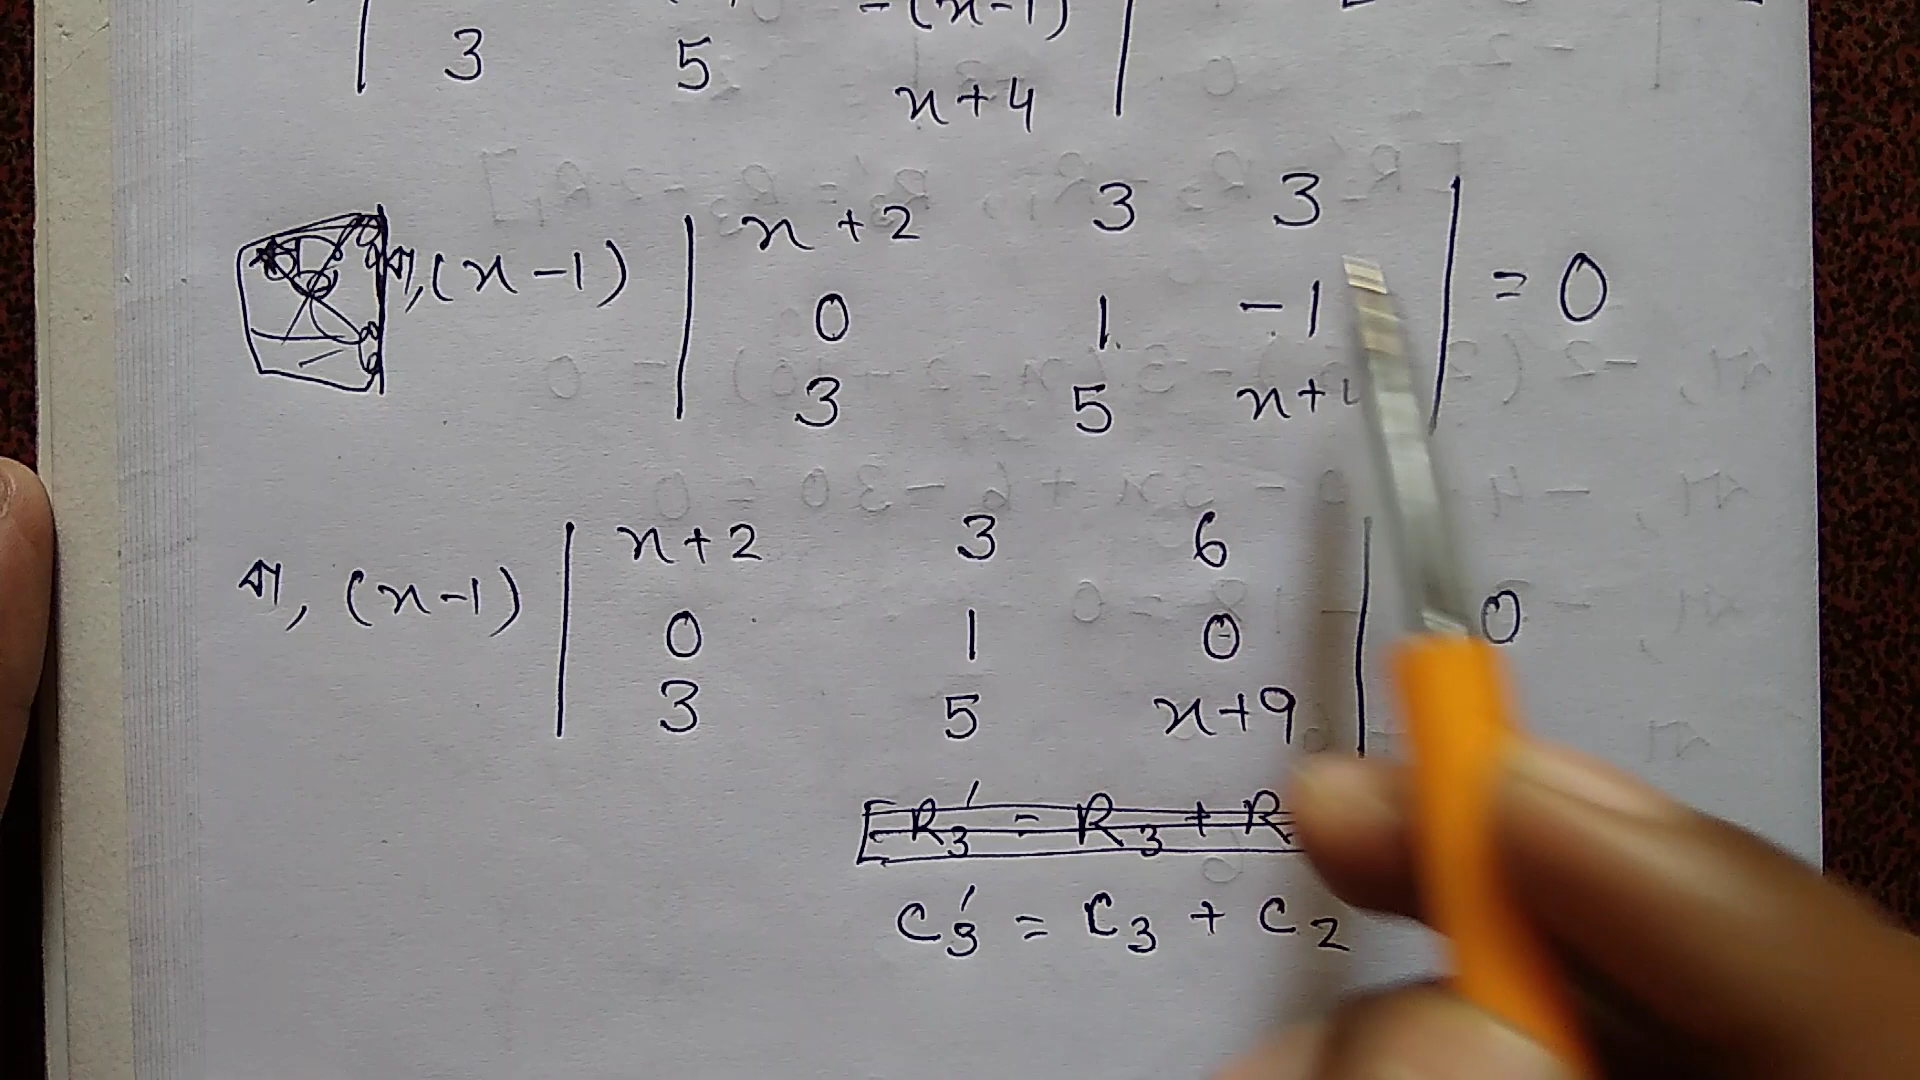 -(x-1)
3 5 x+4
বা, (x-1) | x+2 3 3 | = 0
0 1 -1
3 5 x+
বা, (x-1) | x+2 3 6 | 0
0 1 0
3 5 x+9
[R₃′ = R₃ + R
C₃′ = C₃ + C₂